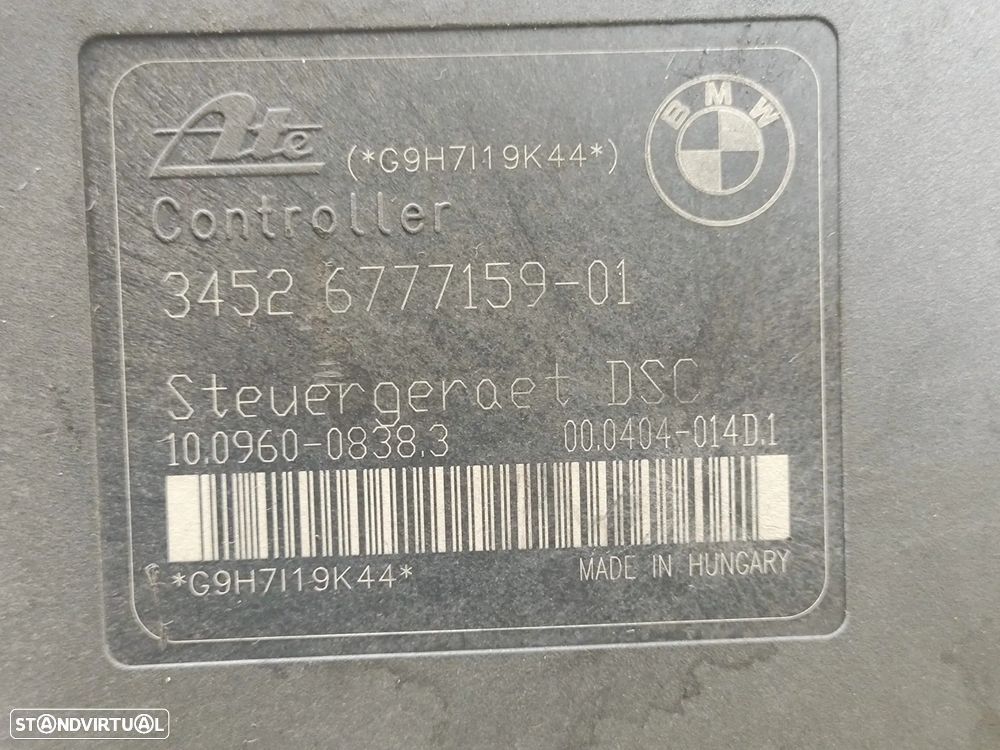 Ate
(*G9H7I19K44*)
BMW
Controller
3452 6777159-01
Steuergeraet DSC
10.0960-0838.3 00.0404-014D.1
*G9H7I19K44*
MADE IN HUNGARY
STANDVIRTUAL